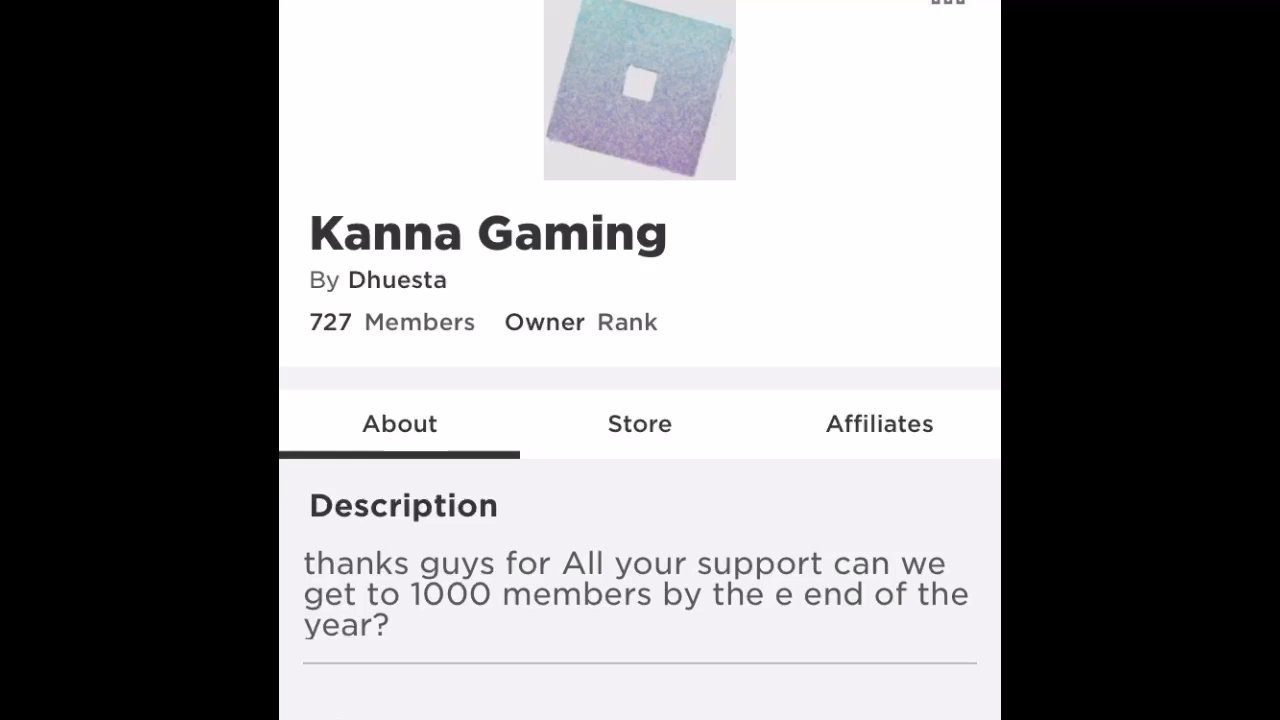 Kanna Gaming
By Dhuesta
727 Members Owner Rank
About Store Affiliates
Description
thanks guys for All your support can we
get to 1000 members by the e end of the
year?